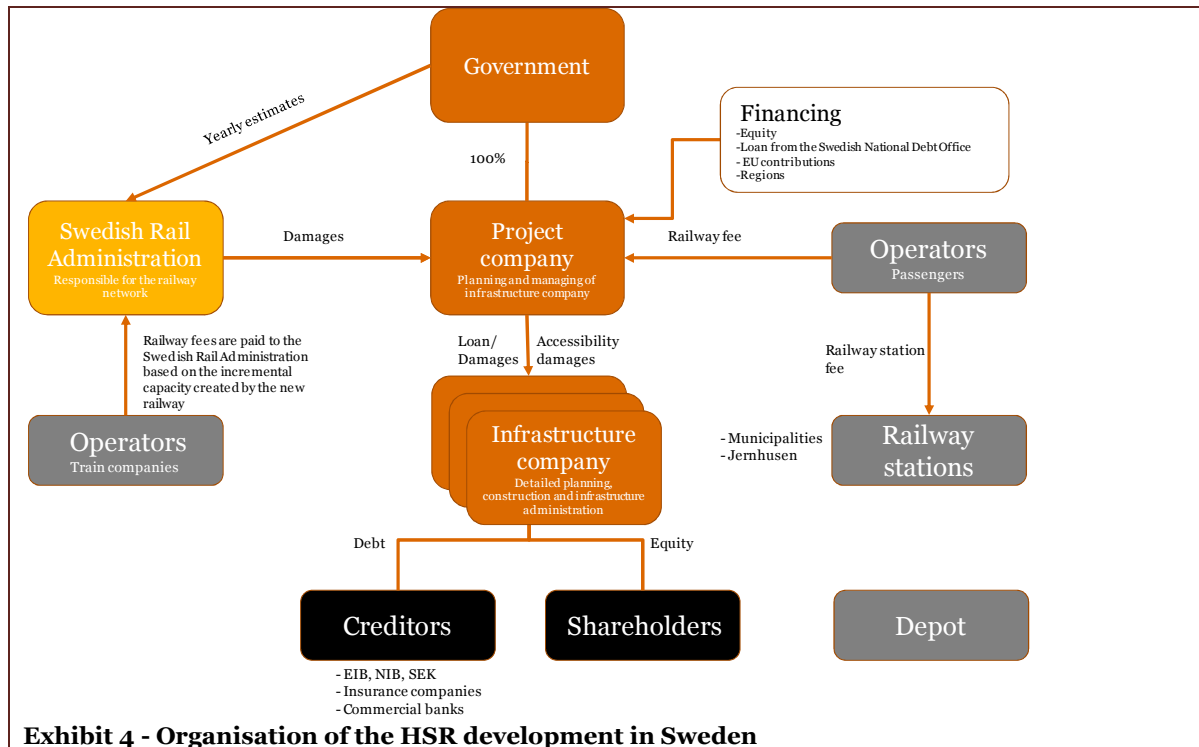 Government
Yearly estimates
100%
Financing
-Equity
-Loan from the Swedish National Debt Office
- EU contributions
- Regions
Swedish Rail
Administration
Responsible for the railway
network
Damages
Project
company
Planning and managing of
infrastructure company
Railway fee
Operators
Passengers
Railway fees are paid to the
Swedish Rail Administration
based on the incremental
capacity created by the new
railway
Loan/
Damages
Accessibility
damages
Railway station
fee
Operators
Train companies
Infrastructure
company
Detailed planning,
construction and infrastructure
administration
- Municipalities
- Jernhusen
Railway
stations
Debt
Equity
Creditors
Shareholders
Depot
- EIB, NIB, SEK
- Insurance companies
- Commercial banks
Exhibit 4 - Organisation of the HSR development in Sweden